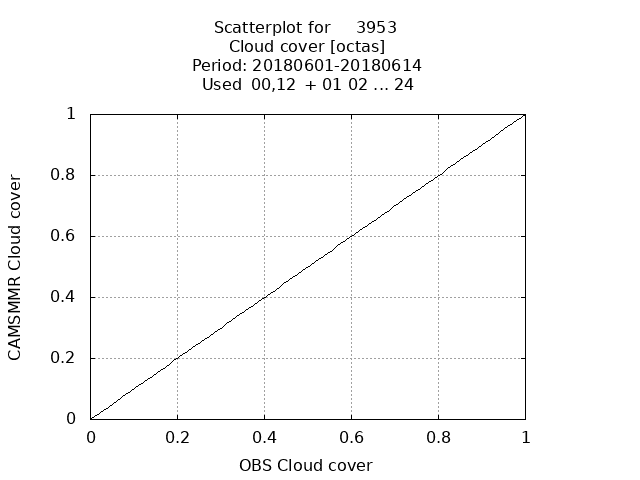 Scatterplot for 3953
Cloud cover [octas]
Period: 20180601-20180614
Used 00,12 + 01 02 ... 24
1
0.8
0.6
0.4
0.2
0
CAMSMMR Cloud cover
0 0.2 0.4 0.6 0.8 1
OBS Cloud cover